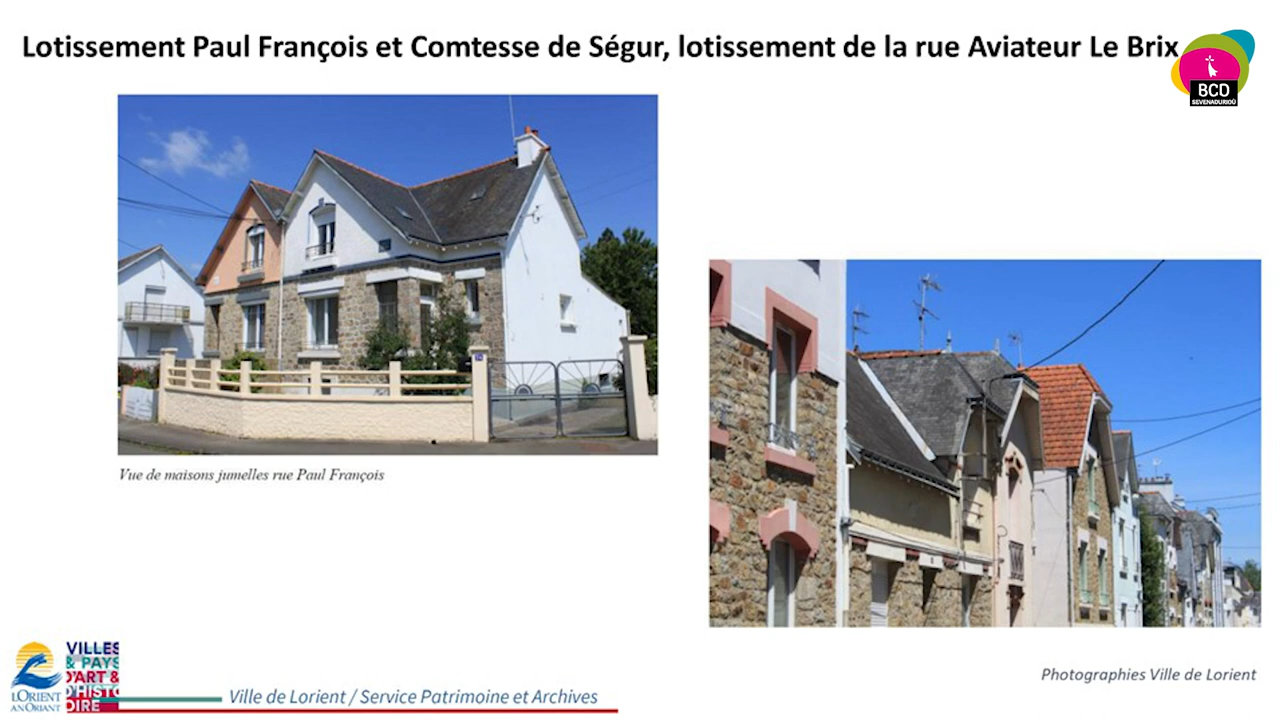 Lotissement Paul François et Comtesse de Ségur, lotissement de la rue Aviateur Le Brix
BCD
SEVENADURIOÙ
Vue de maisons jumelles rue Paul François
Photographies Ville de Lorient
VILLES
& PAYS
D'ART &
D'HISTO
IRE
LORIENT
AN ORIANT
Ville de Lorient / Service Patrimoine et Archives